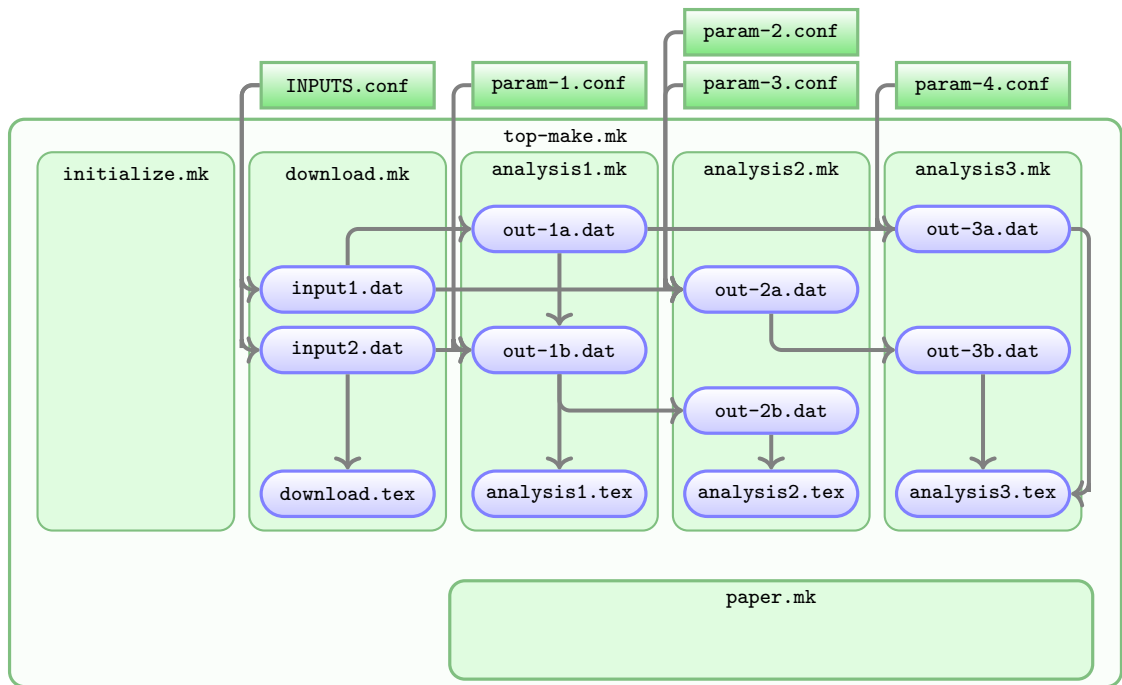 param-2.conf
INPUTS.conf
param-1.conf
param-3.conf
param-4.conf
top-make.mk
initialize.mk
download.mk
analysis1.mk
analysis2.mk
analysis3.mk
out-1a.dat
out-3a.dat
input1.dat
out-2a.dat
input2.dat
out-1b.dat
out-3b.dat
out-2b.dat
download.tex
analysis1.tex
analysis2.tex
analysis3.tex
paper.mk